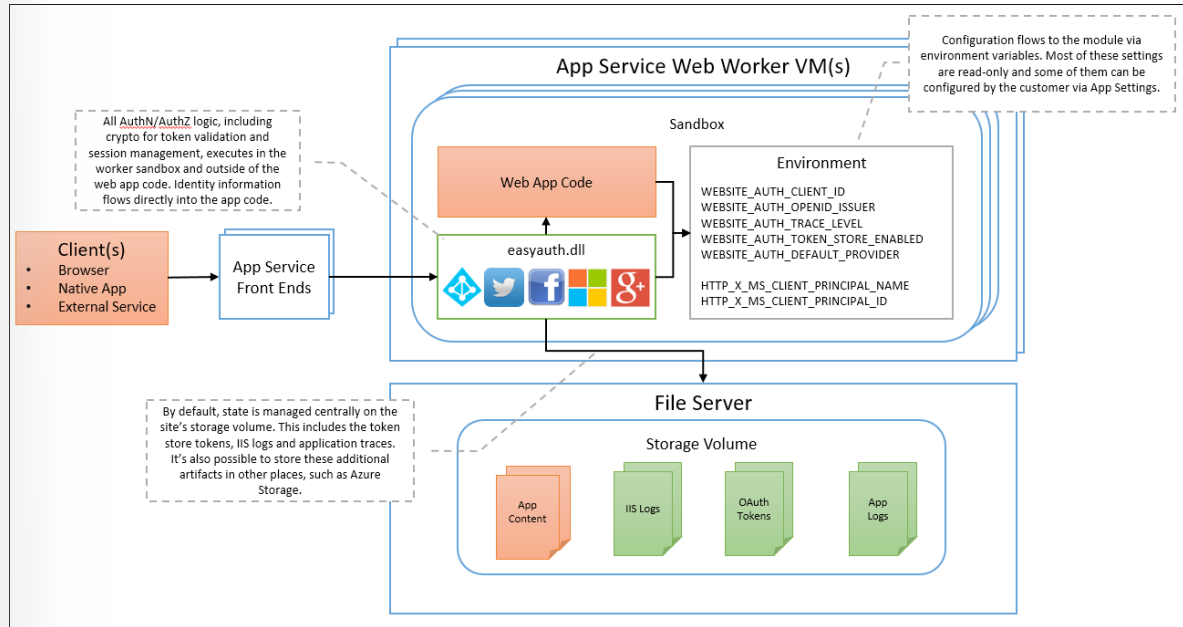 Configuration flows to the module via
environment variables. Most of these settings
are read-only and some of them can be
configured by the customer via App Settings.
App Service Web Worker VM(s)
All AuthN/AuthZ logic, including
crypto for token validation and
session management, executes in the
worker sandbox and outside of the
web app code. Identity information
flows directly into the app code.
Sandbox
Web App Code
Environment
WEBSITE_AUTH_CLIENT_ID
WEBSITE_AUTH_OPENID_ISSUER
WEBSITE_AUTH_TRACE_LEVEL
WEBSITE_AUTH_TOKEN_STORE_ENABLED
WEBSITE_AUTH_DEFAULT_PROVIDER
HTTP_X_MS_CLIENT_PRINCIPAL_NAME
HTTP_X_MS_CLIENT_PRINCIPAL_ID
Client(s)
• Browser
• Native App
• External Service
App Service
Front Ends
easyauth.dll
f
g+
By default, state is managed centrally on the
site's storage volume. This includes the token
store tokens, IIS logs and application traces.
It's also possible to store these additional
artifacts in other places, such as Azure
Storage.
File Server
Storage Volume
App
Content
IIS Logs
OAuth
Tokens
App
Logs